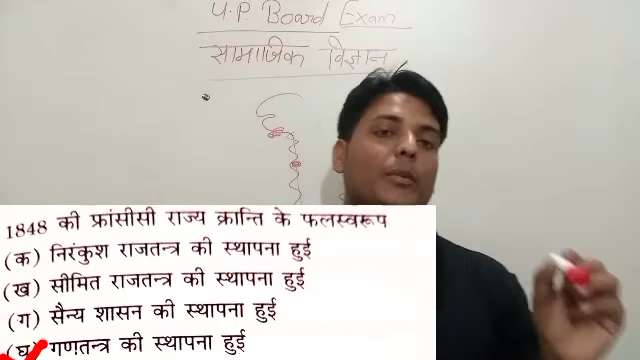 U.P. Board Exam
सामाजिक विज्ञान
1848 की फ्रांसीसी राज्य क्रान्ति के फलस्वरूप
(क) निरंकुश राजतन्त्र की स्थापना हुई
(ख) सीमित राजतन्त्र की स्थापना हुई
(ग) सैन्य शासन की स्थापना हुई
(घ) गणतन्त्र की स्थापना हुई